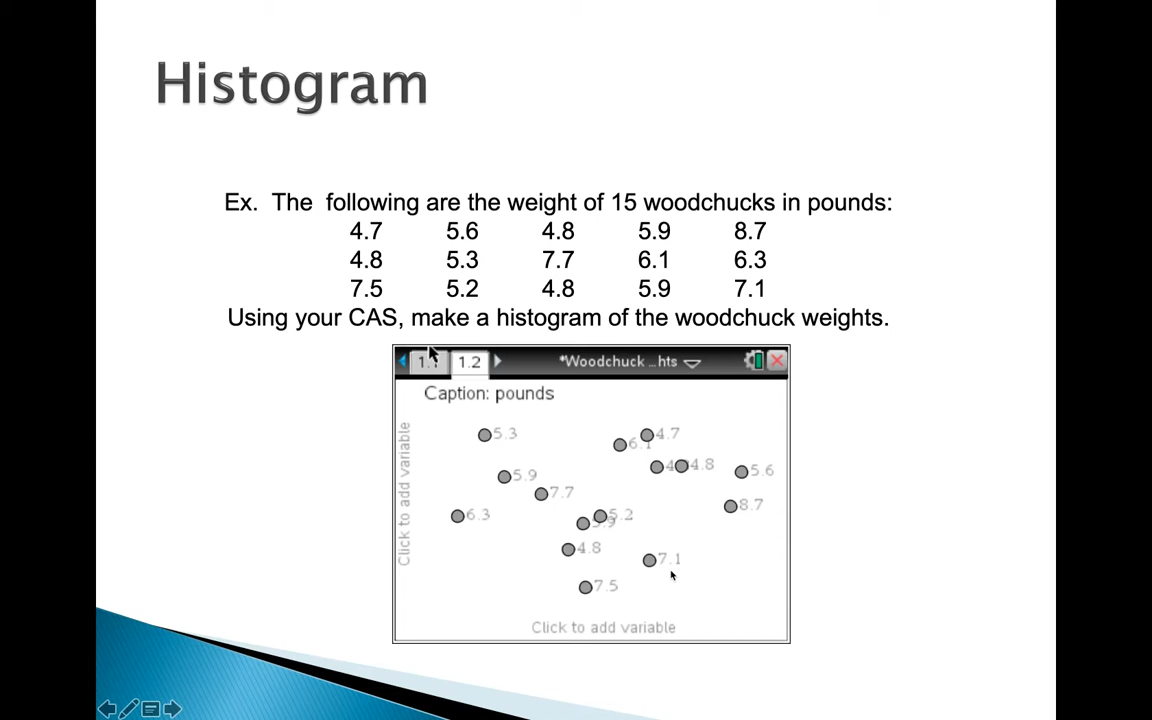 Histogram
Ex. The following are the weight of 15 woodchucks in pounds:
4.7 5.6 4.8 5.9 8.7
4.8 5.3 7.7 6.1 6.3
7.5 5.2 4.8 5.9 7.1
Using your CAS, make a histogram of the woodchuck weights.
1.2 *Woodchuck ...hts
Caption: pounds
Click to add variable
5.3 4.7
6.1
4.8 5.6
5.9
7.7 8.7
6.3 5.2
4.8
7.1
7.5
Click to add variable